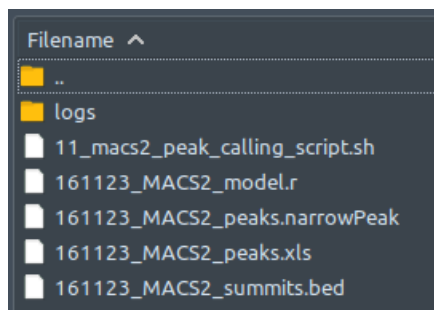 Filename
..
logs
11_macs2_peak_calling_script.sh
161123_MACS2_model.r
161123_MACS2_peaks.narrowPeak
161123_MACS2_peaks.xls
161123_MACS2_summits.bed